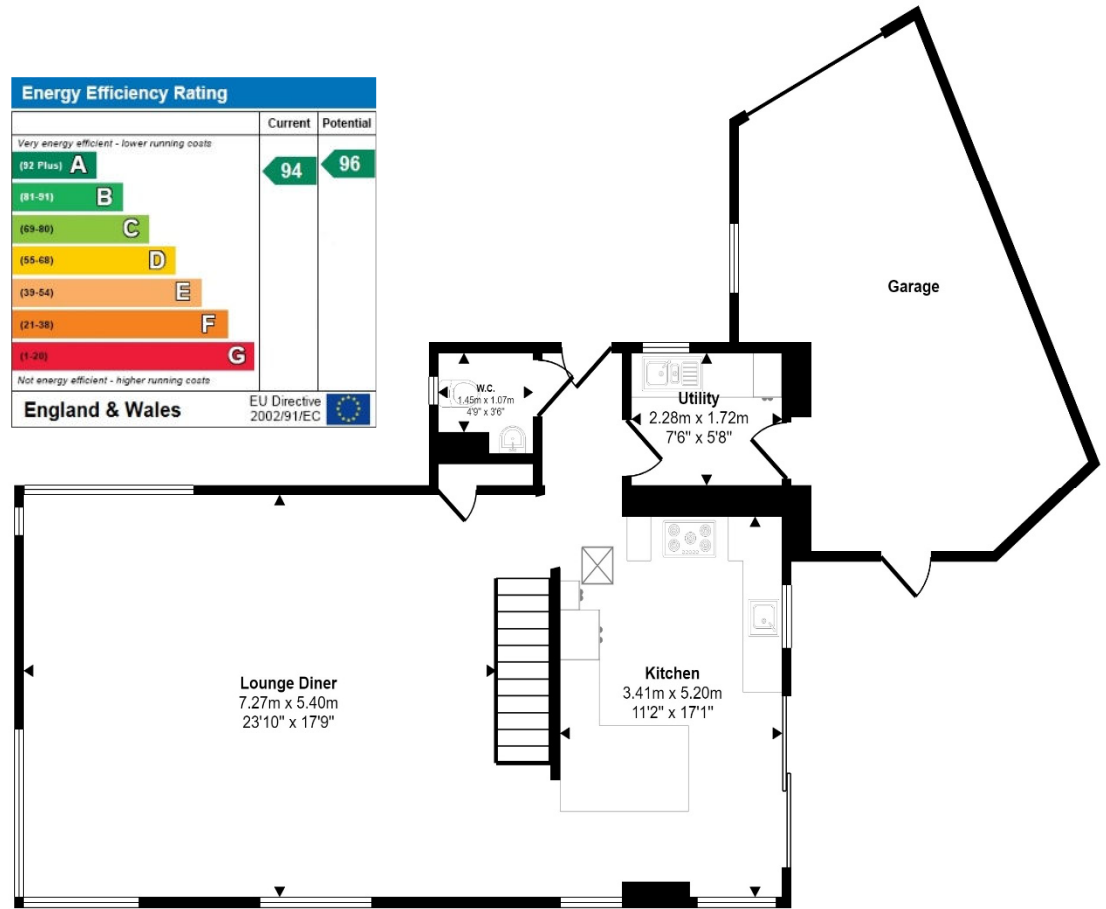 Energy Efficiency Rating
Current Potential
Very energy efficient - lower running costs
(92 Plus) A
94
96
(81-91) B
(69-80) C
(55-68) D
(39-54) E
(21-38) F
(1-20) G
Not energy efficient - higher running costs
England & Wales
EU Directive
2002/91/EC
Garage
W.C.
1.45m x 1.07m
4'9" x 3'6"
Utility
2.28m x 1.72m
7'6" x 5'8"
Lounge Diner
7.27m x 5.40m
23'10" x 17'9"
Kitchen
3.41m x 5.20m
11'2" x 17'1"